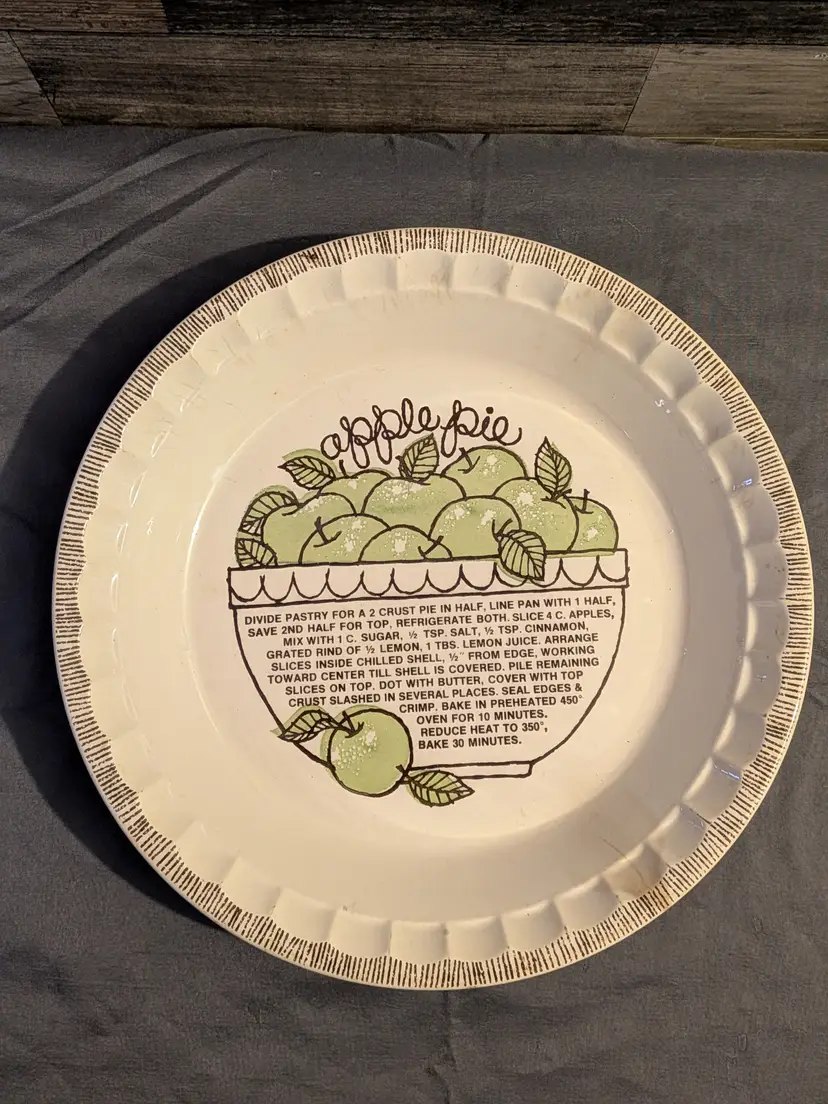 apple pie
DIVIDE PASTRY FOR A 2 CRUST PIE IN HALF, LINE PAN WITH 1 HALF,
SAVE 2ND HALF FOR TOP, REFRIGERATE BOTH. SLICE 4 C. APPLES,
MIX WITH 1 C. SUGAR, ½ TSP. SALT, ½ TSP. CINNAMON,
GRATED RIND OF ½ LEMON, 1 TBS. LEMON JUICE. ARRANGE
SLICES INSIDE CHILLED SHELL, ½" FROM EDGE, WORKING
TOWARD CENTER TILL SHELL IS COVERED. PILE REMAINING
SLICES ON TOP. DOT WITH BUTTER, COVER WITH TOP
CRUST SLASHED IN SEVERAL PLACES. SEAL EDGES &
CRIMP. BAKE IN PREHEATED 450°
OVEN FOR 10 MINUTES.
REDUCE HEAT TO 350°,
BAKE 30 MINUTES.